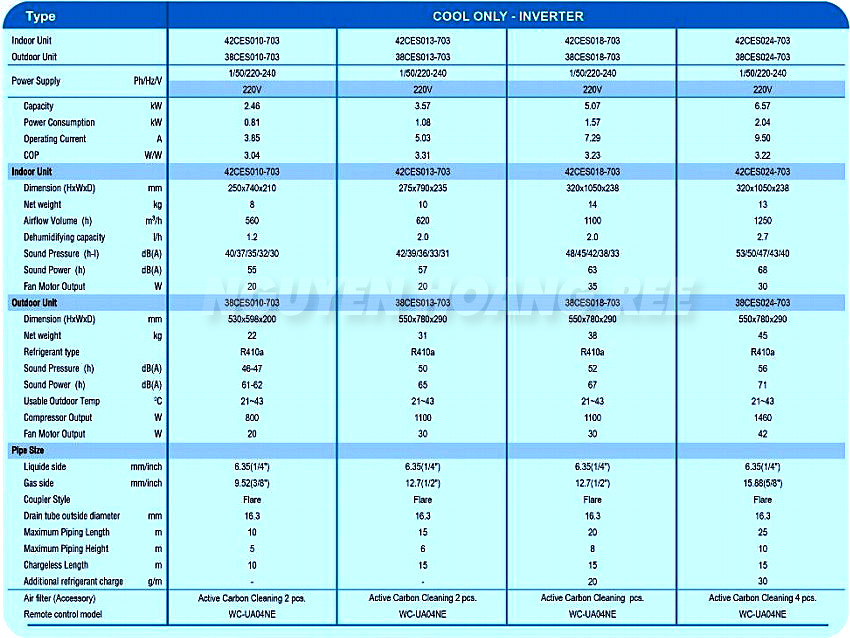 Type COOL ONLY - INVERTER
Indoor Unit 42CES010-703 42CES013-703 42CES018-703 42CES024-703
Outdoor Unit 38CES010-703 38CES013-703 38CES018-703 38CES024-703
Power Supply Ph/Hz/V 1/50/220-240 1/50/220-240 1/50/220-240 1/50/220-240
220V 220V 220V 220V
Capacity kW 2.46 3.57 5.07 6.57
Power Consumption kW 0.81 1.08 1.57 2.04
Operating Current A 3.85 5.03 7.29 9.50
COP W/W 3.04 3.31 3.23 3.22
Indoor Unit 42CES010-703 42CES013-703 42CES018-703 42CES024-703
Dimension (HxWxD) mm 250x740x210 275x790x235 320x1050x238 320x1050x238
Net weight kg 8 10 14 13
Airflow Volume (h) m³/h 560 620 1100 1250
Dehumidifying capacity l/h 1.2 2.0 2.0 2.7
Sound Pressure (h-l) dB(A) 40/37/35/32/30 42/39/36/33/31 48/45/42/38/33 53/50/47/43/40
Sound Power (h) dB(A) 55 57 63 68
Fan Motor Output W 20 20 35 30
NGUYEN HOANG REE
Outdoor Unit 38CES010-703 38CES013-703 38CES018-703 38CES024-703
Dimension (HxWxD) mm 530x598x200 550x780x290 550x780x290 550x780x290
Net weight kg 22 31 38 45
Refrigerant type R410a R410a R410a R410a
Sound Pressure (h) dB(A) 46-47 50 52 56
Sound Power (h) dB(A) 61-62 65 67 71
Usable Outdoor Temp °C 21~43 21~43 21~43 21~43
Compressor Output W 800 1100 1100 1460
Fan Motor Output W 20 30 30 42
Pipe Size
Liquide side mm/inch 6.35(1/4") 6.35(1/4") 6.35(1/4") 6.35(1/4")
Gas side mm/inch 9.52(3/8") 12.7(1/2") 12.7(1/2") 15.88(5/8")
Coupler Style Flare Flare Flare Flare
Drain tube outside diameter mm 16.3 16.3 16.3 16.3
Maximum Piping Length m 10 15 20 25
Maximum Piping Height m 5 6 8 10
Chargeless Length m 10 15 15 15
Additional refrigerant charge g/m - - 20 30
Air filter (Accessory) Active Carbon Cleaning 2 pcs. Active Carbon Cleaning 2 pcs. Active Carbon Cleaning pcs. Active Carbon Cleaning 4 pcs.
Remote control model WC-UA04NE WC-UA04NE WC-UA04NE WC-UA04NE